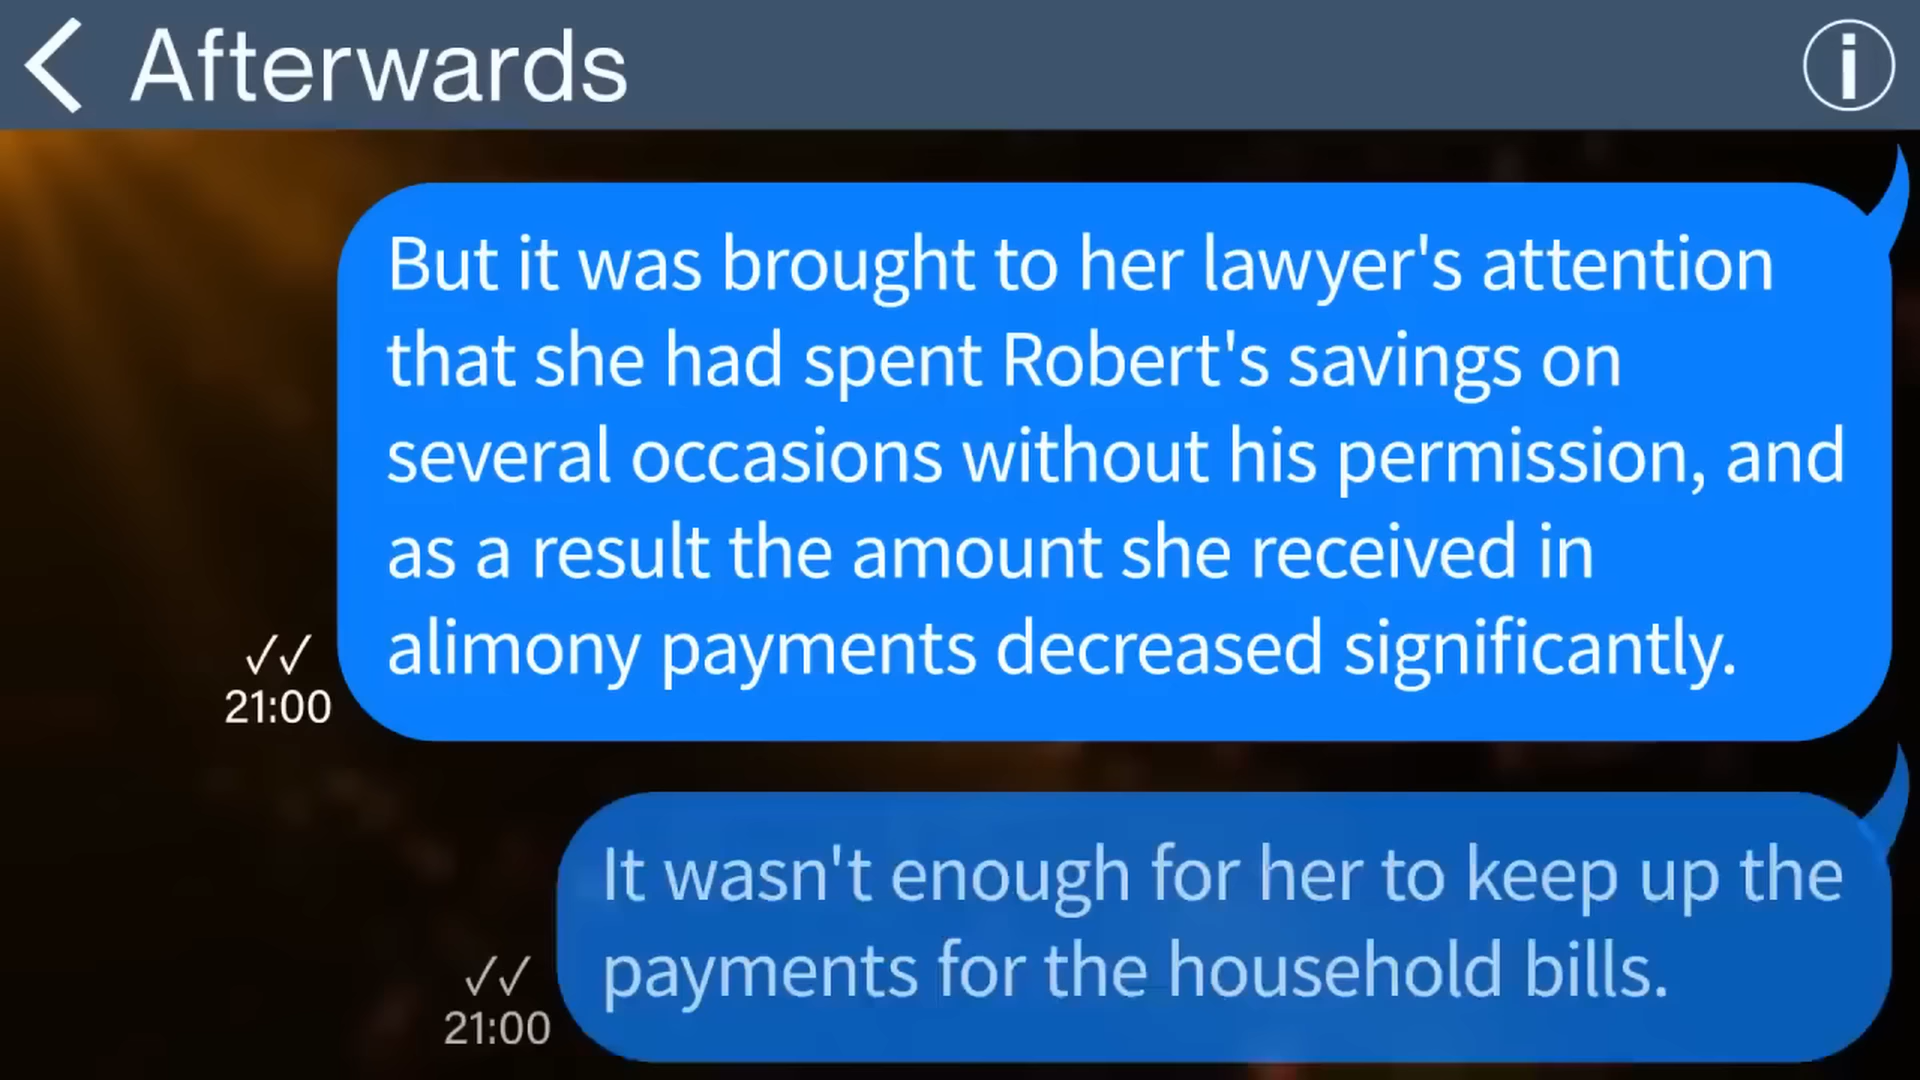 Afterwards
But it was brought to her lawyer's attention
that she had spent Robert's savings on
several occasions without his permission, and
as a result the amount she received in
alimony payments decreased significantly.
✓✓
21:00
It wasn't enough for her to keep up the
payments for the household bills.
✓✓
21:00